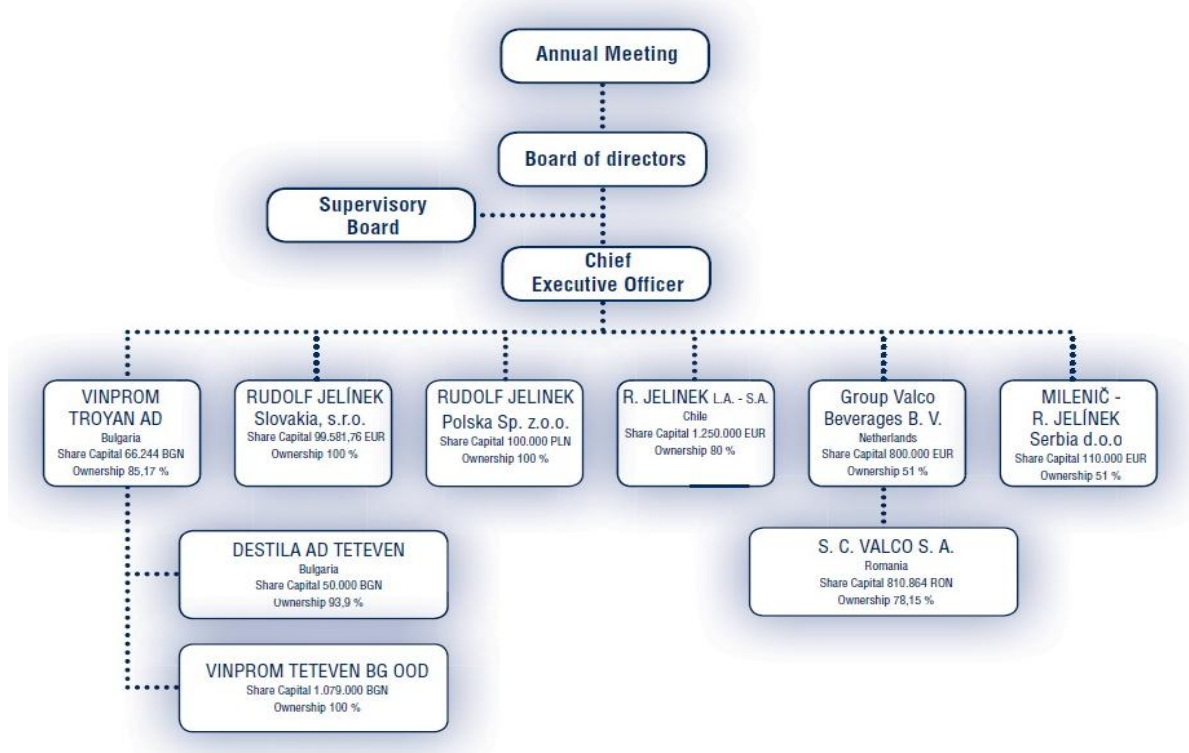 Annual Meeting
Board of directors
Supervisory
Board
Chief
Executive Officer
VINPROM
TROYAN AD
Bulgaria
Share Capital 66.244 BGN
Ownership 85,17 %
RUDOLF JELÍNEK
Slovakia, s.r.o.
Share Capital 99.581,76 EUR
Ownership 100 %
RUDOLF JELINEK
Polska Sp. z.o.o.
Share Capital 100.000 PLN
Ownership 100 %
R. JELINEK L.A. - S.A.
Chile
Share Capital 1.250.000 EUR
Ownership 80 %
Group Valco
Beverages B. V.
Netherlands
Share Capital 800.000 EUR
Ownership 51 %
MILENIČ -
R. JELÍNEK
Serbia d.o.o
Share Capital 110.000 EUR
Ownership 51 %
DESTILA AD TETEVEN
Bulgaria
Share Capital 50.000 BGN
Ownership 93,9 %
S. C. VALCO S. A.
Romania
Share Capital 810.864 RON
Ownership 78,15 %
VINPROM TETEVEN BG OOD
Share Capital 1.079.000 BGN
Ownership 100 %